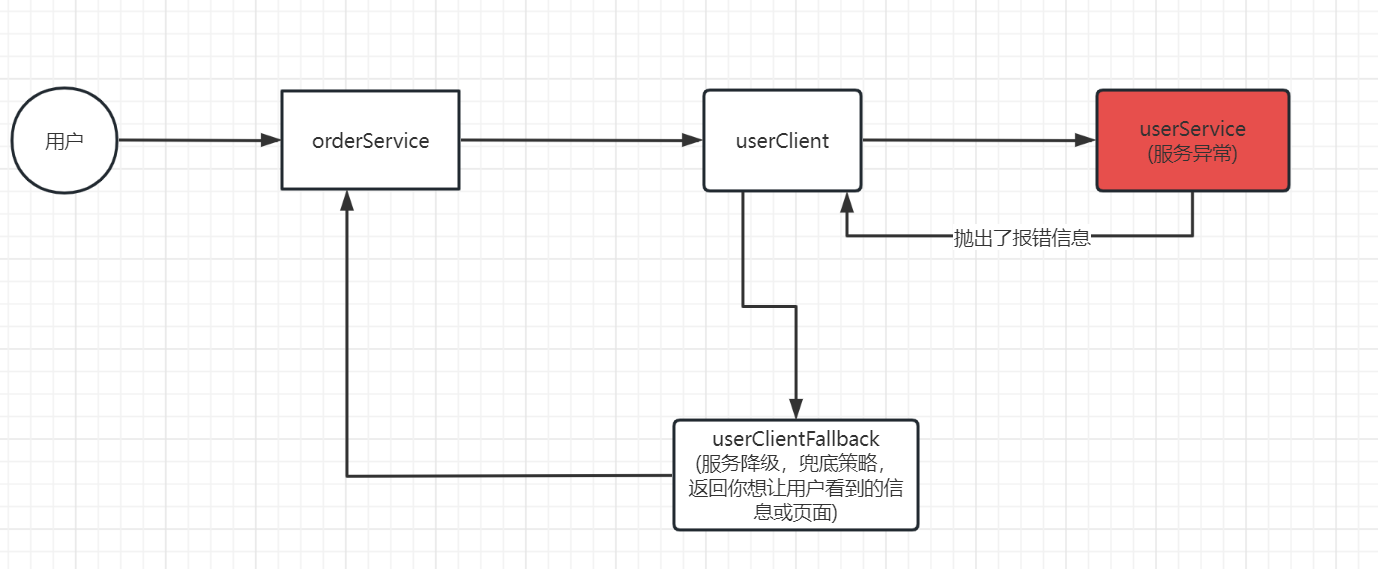 用户
orderService
userClient
userService
(服务异常)
抛出了报错信息
userClientFallback
(服务降级，兜底策略，
返回你想让用户看到的信
息或页面)